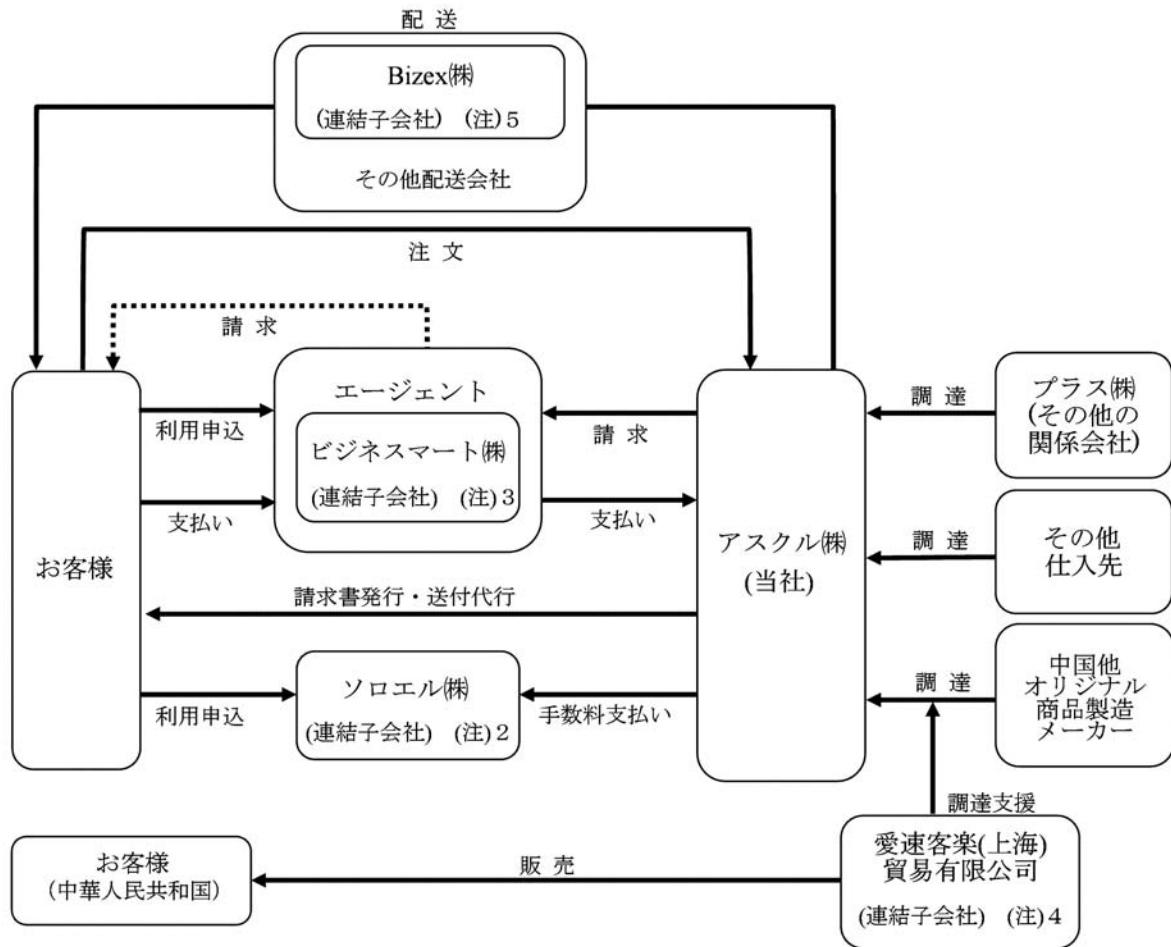 配 送
Bizex㈱
(連結子会社) (注)5
その他配送会社
注 文
請 求
エージェント
ビジネスマート㈱
(連結子会社) (注)3
利用申込
支払い
請 求
支払い
お客様
アスクル㈱
(当社)
調 達
プラス㈱
(その他の
関係会社)
調 達
その他
仕入先
請求書発行・送付代行
ソロエル㈱
(連結子会社) (注)2
利用申込
手数料支払い
調 達
中国他
オリジナル
商品製造
メーカー
調達支援
愛速客楽(上海)
貿易有限公司
(連結子会社) (注)4
販 売
お客様
(中華人民共和国)